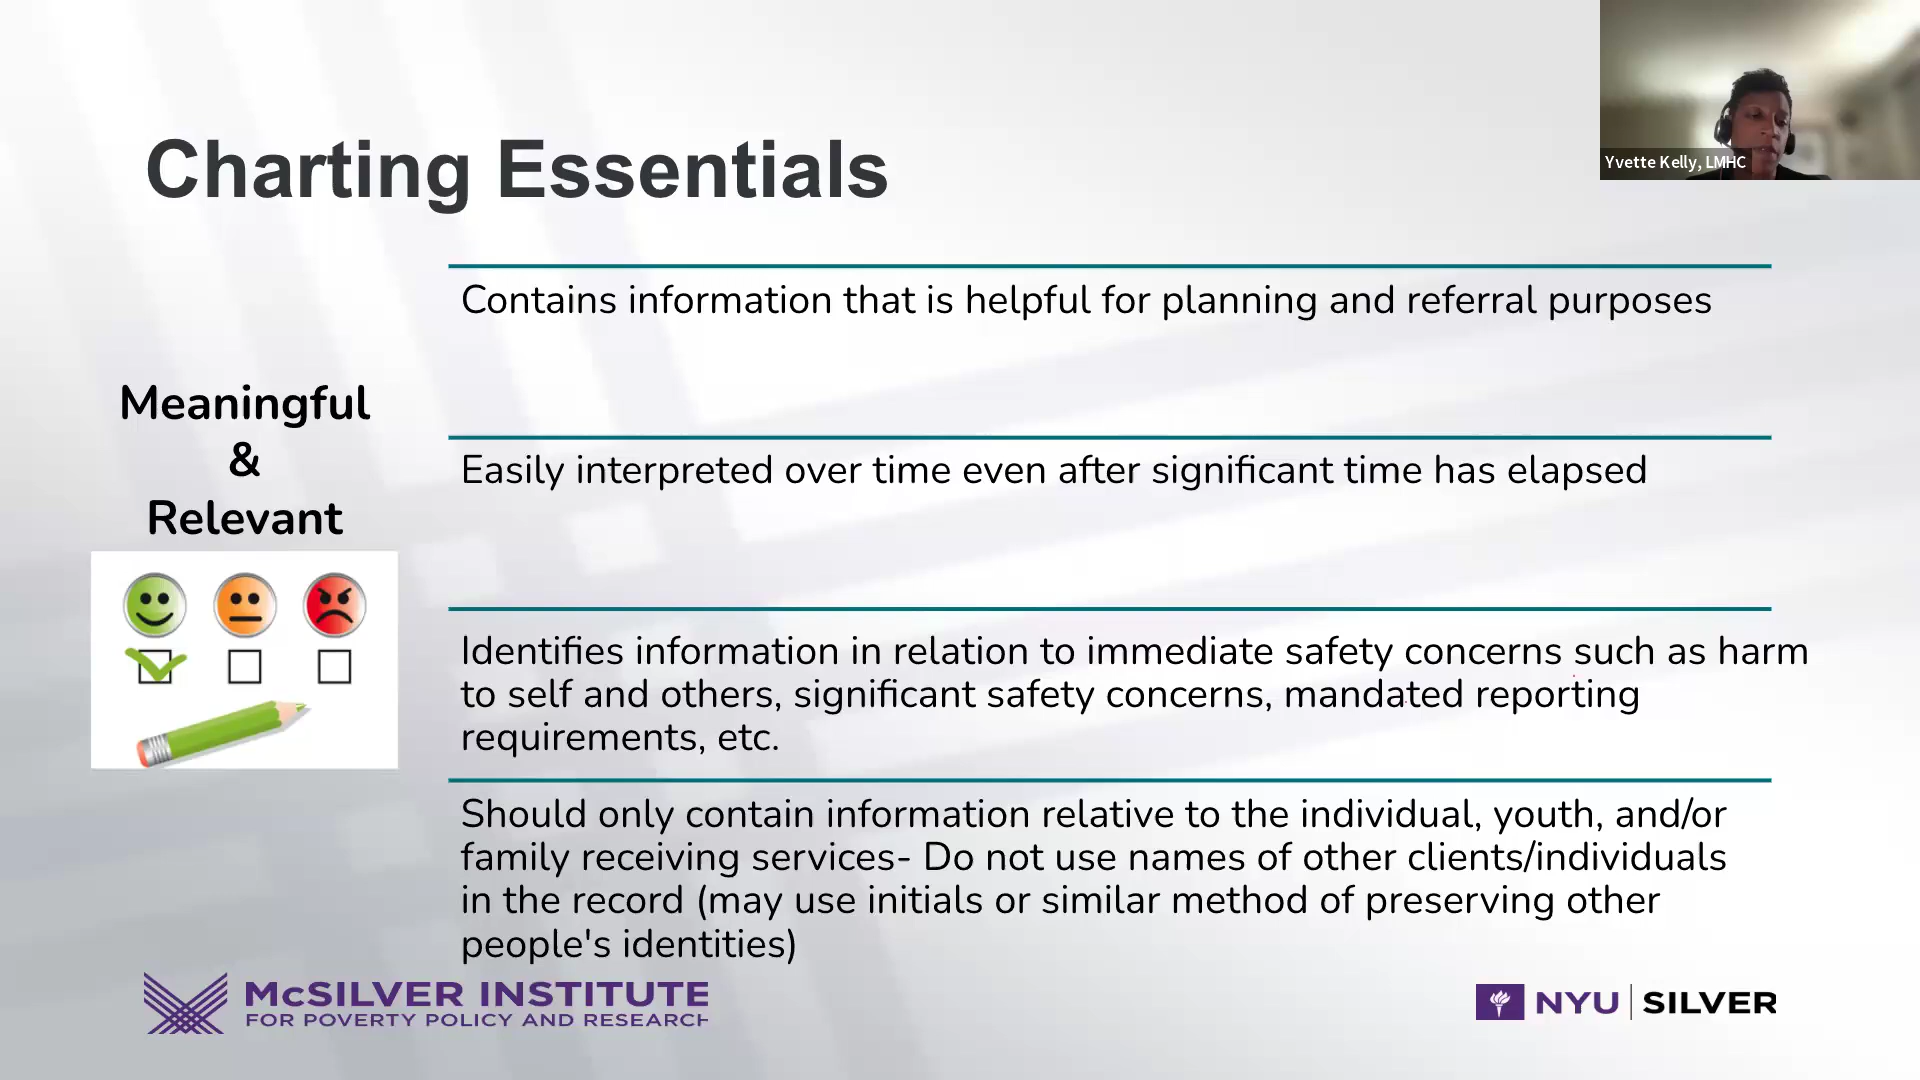 Yvette Kelly, LMHC
Charting Essentials
Meaningful
&
Relevant
Contains information that is helpful for planning and referral purposes
Easily interpreted over time even after significant time has elapsed
Identifies information in relation to immediate safety concerns such as harm
to self and others, significant safety concerns, mandated reporting
requirements, etc.
Should only contain information relative to the individual, youth, and/or
family receiving services- Do not use names of other clients/individuals
in the record (may use initials or similar method of preserving other
people's identities)
McSILVER INSTITUTE
FOR POVERTY POLICY AND RESEARCH
NYU SILVER